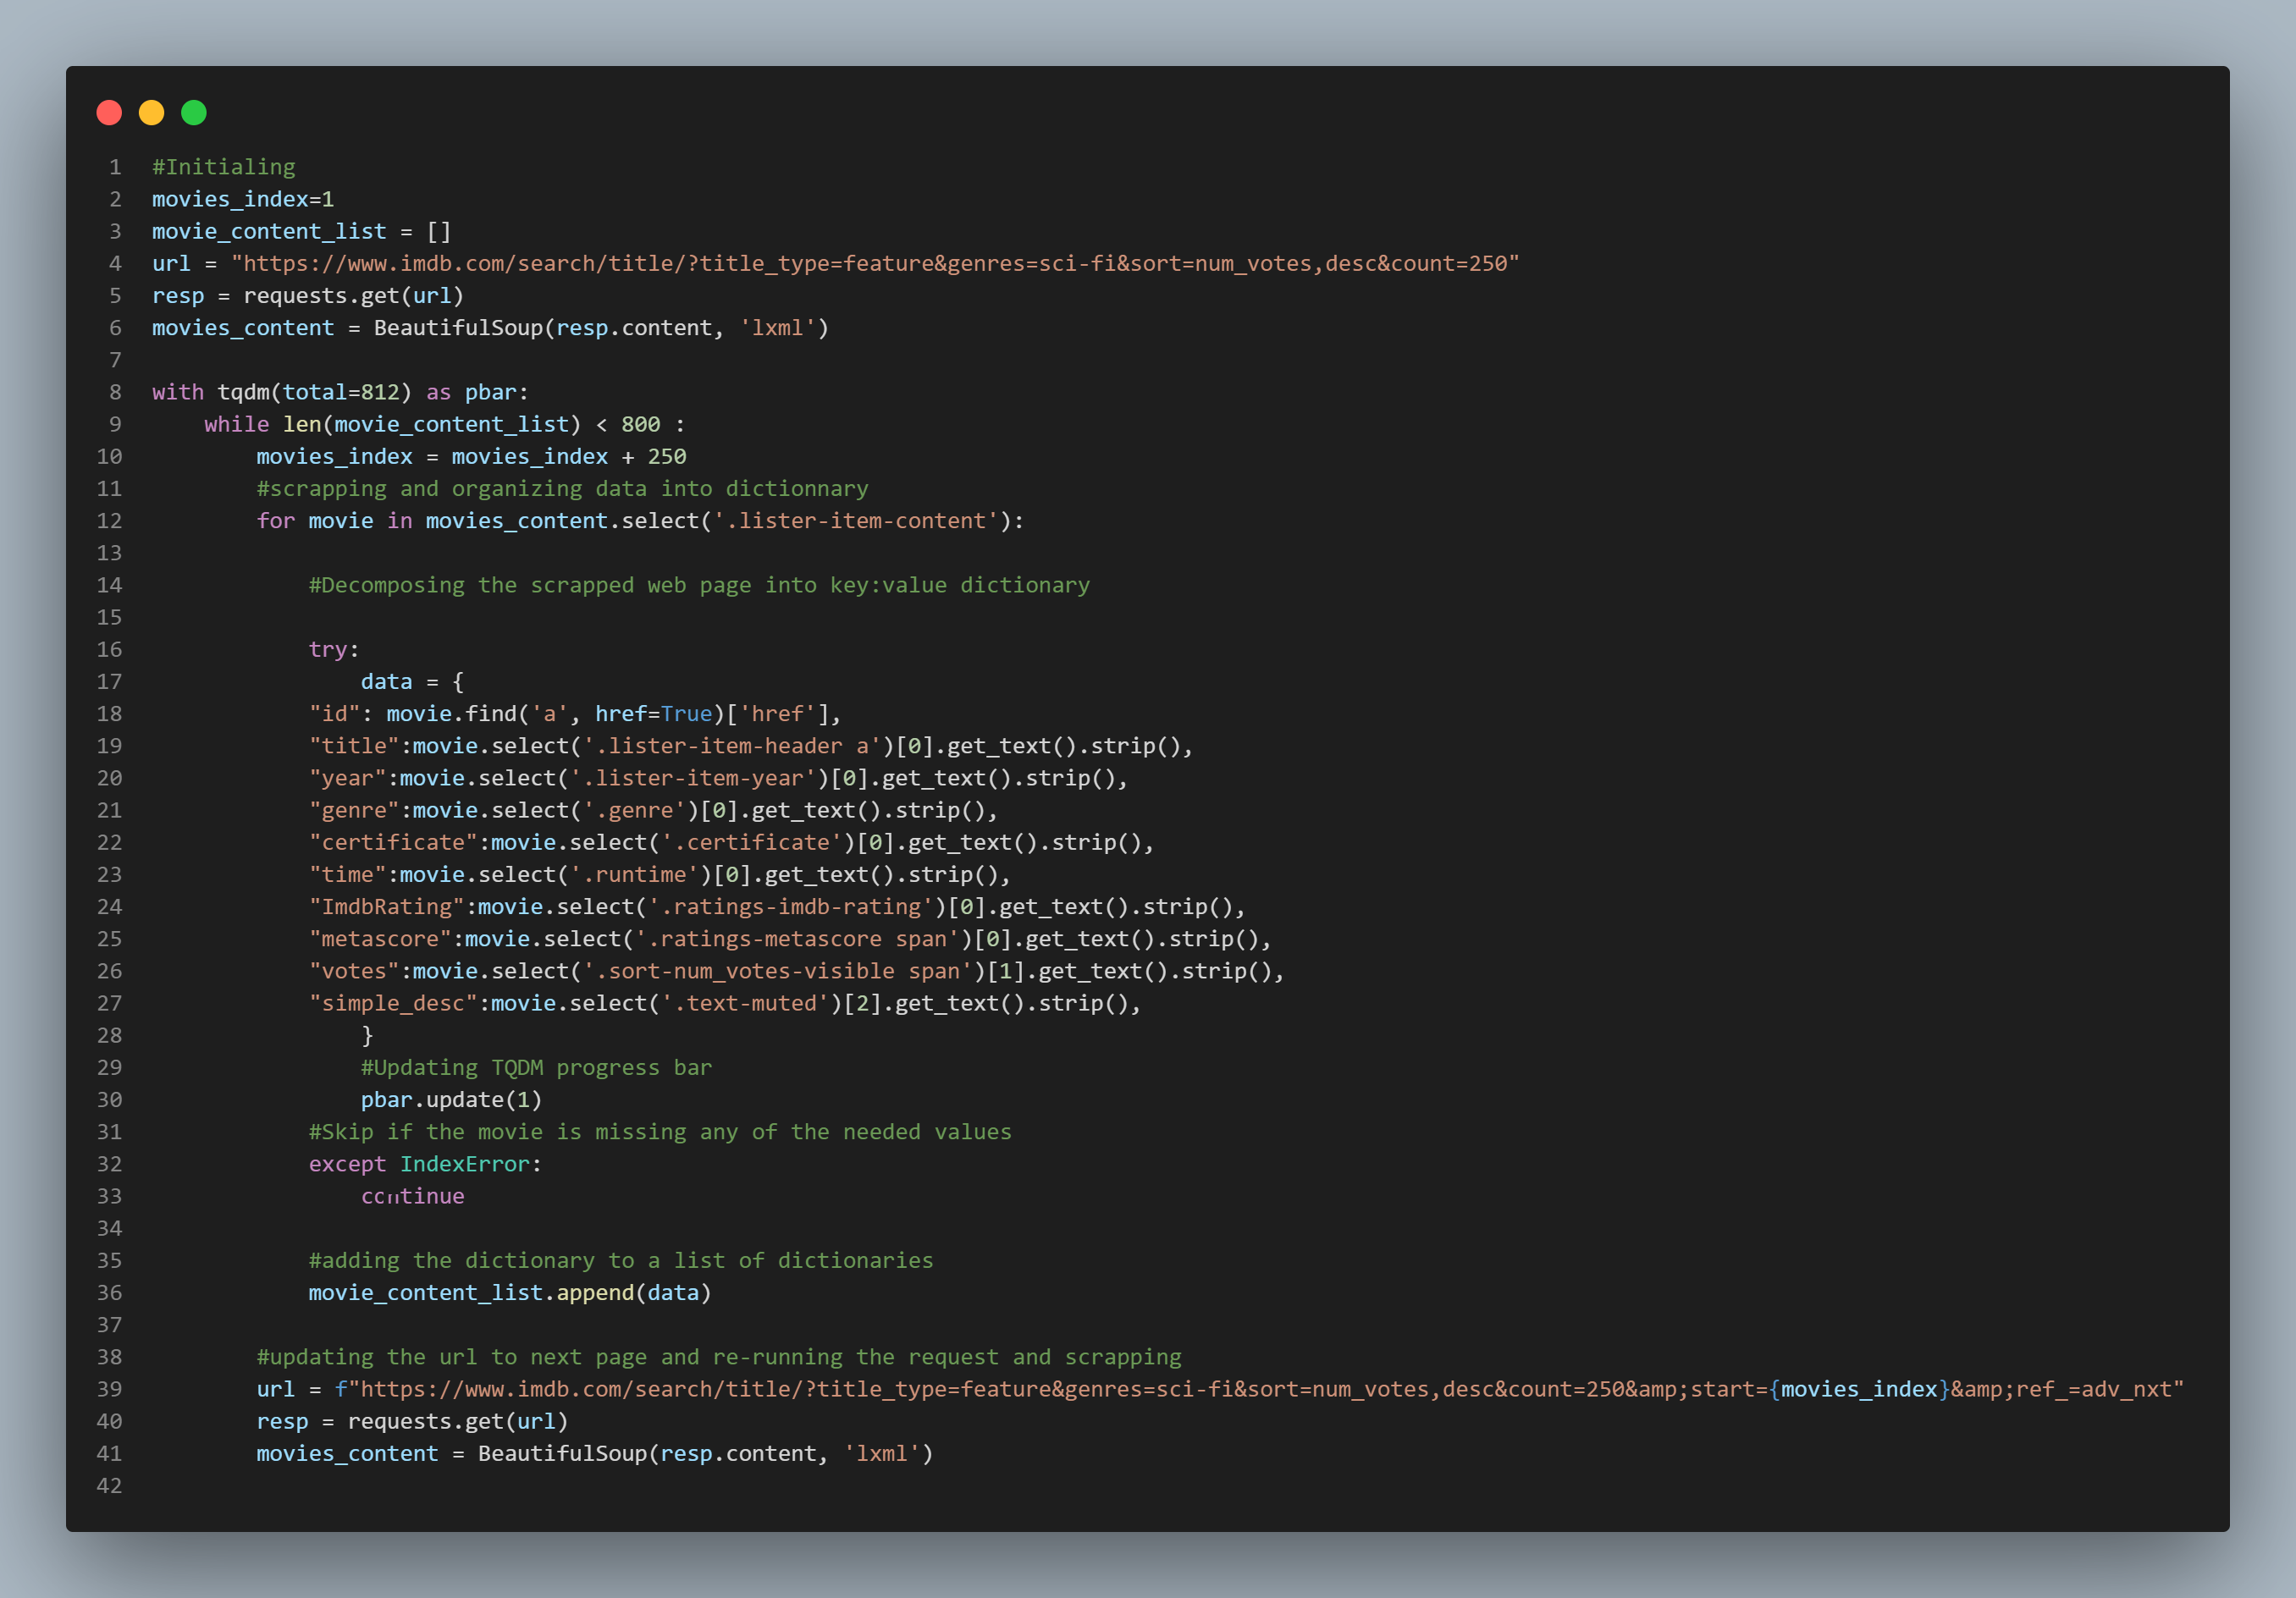 1 #Initialing
2 movies_index=1
3 movie_content_list = []
4 url = "https://www.imdb.com/search/title/?title_type=feature&genres=sci-fi&sort=num_votes,desc&count=250"
5 resp = requests.get(url)
6 movies_content = BeautifulSoup(resp.content, 'lxml')
7
8 with tqdm(total=812) as pbar:
9     while len(movie_content_list) < 800 :
10         movies_index = movies_index + 250
11         #scrapping and organizing data into dictionnary
12         for movie in movies_content.select('.lister-item-content'):
13
14             #Decomposing the scrapped web page into key:value dictionary
15
16             try:
17                 data = {
18             "id": movie.find('a', href=True)['href'],
19             "title":movie.select('.lister-item-header a')[0].get_text().strip(),
20             "year":movie.select('.lister-item-year')[0].get_text().strip(),
21             "genre":movie.select('.genre')[0].get_text().strip(),
22             "certificate":movie.select('.certificate')[0].get_text().strip(),
23             "time":movie.select('.runtime')[0].get_text().strip(),
24             "ImdbRating":movie.select('.ratings-imdb-rating')[0].get_text().strip(),
25             "metascore":movie.select('.ratings-metascore span')[0].get_text().strip(),
26             "votes":movie.select('.sort-num_votes-visible span')[1].get_text().strip(),
27             "simple_desc":movie.select('.text-muted')[2].get_text().strip(),
28                 }
29                 #Updating TQDM progress bar
30                 pbar.update(1)
31             #Skip if the movie is missing any of the needed values
32             except IndexError:
33                 continue
34
35             #adding the dictionary to a list of dictionaries
36             movie_content_list.append(data)
37
38         #updating the url to next page and re-running the request and scrapping
39         url = f"https://www.imdb.com/search/title/?title_type=feature&genres=sci-fi&sort=num_votes,desc&count=250&amp;start={movies_index}&amp;ref_=adv_nxt"
40         resp = requests.get(url)
41         movies_content = BeautifulSoup(resp.content, 'lxml')
42